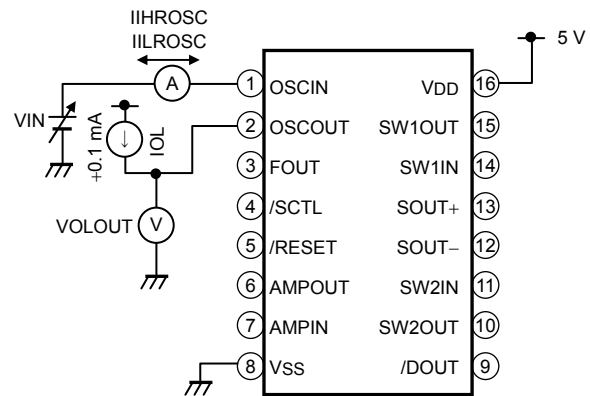 IIHROSC
IILROSC
5 V
A
1 OSCIN VDD 16
VIN
+0.1 mA
IOL
2 OSCOUT SW1OUT 15
3 FOUT SW1IN 14
4 /SCTL SOUT+ 13
VOLOUT V
5 /RESET SOUT− 12
6 AMPOUT SW2IN 11
7 AMPIN SW2OUT 10
8 VSS /DOUT 9